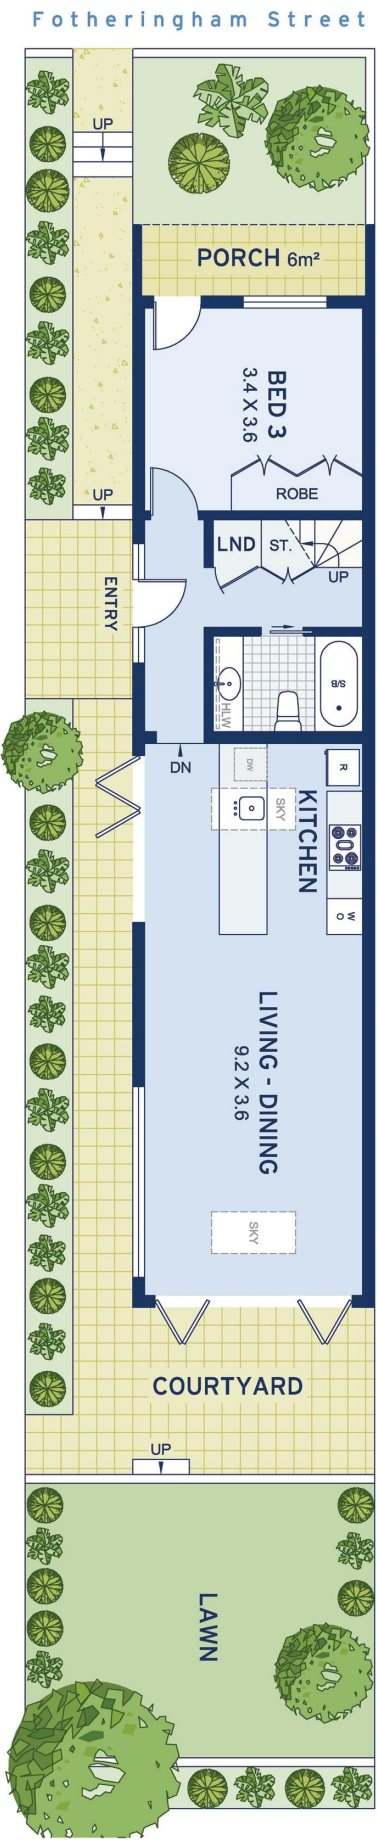 Fotheringham Street
UP
PORCH 6m²
BED 3
3.4 X 3.6
ROBE
UP
LND
ST.
UP
ENTRY
S/B
HLW
DN
DW
R
SKY
KITCHEN
W
O
LIVING - DINING
9.2 X 3.6
SKY
COURTYARD
UP
LAWN